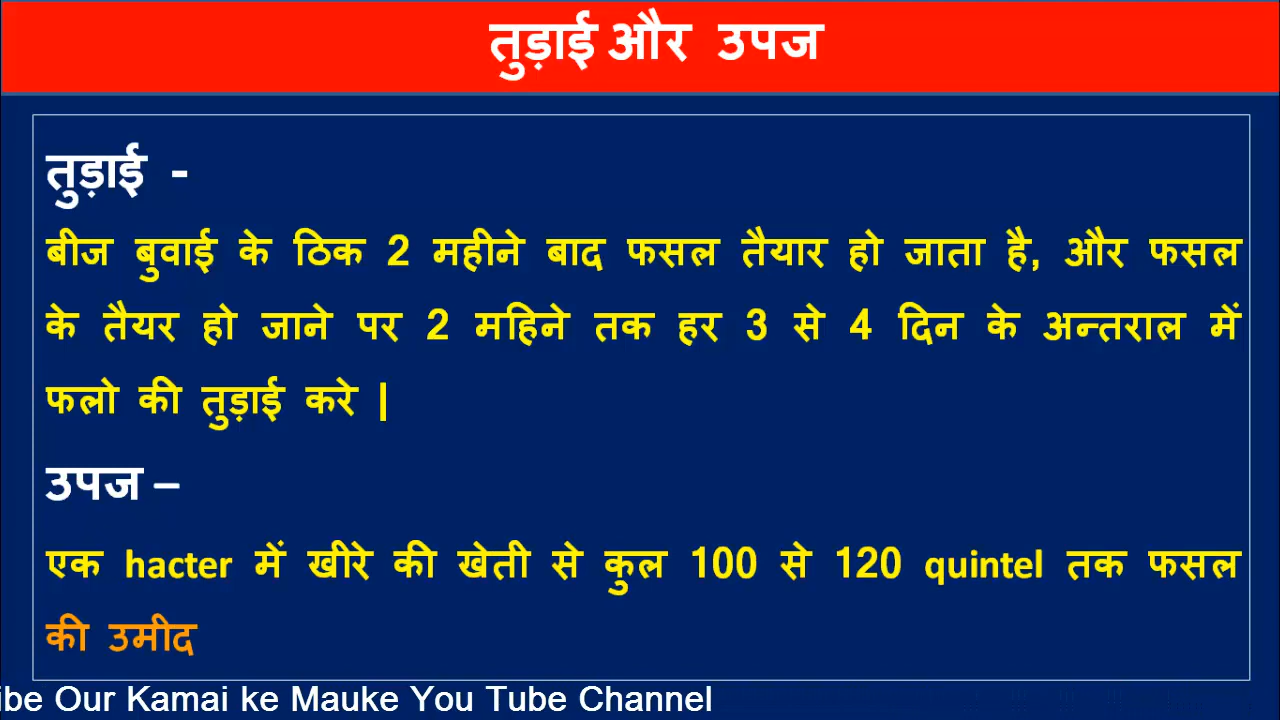 तुड़ाई और उपज
तुड़ाई -
बीज बुवाई के ठिक 2 महीने बाद फसल तैयार हो जाता है, और फसल
के तैयर हो जाने पर 2 महिने तक हर 3 से 4 दिन के अन्तराल में
फलो की तुड़ाई करे |
उपज –
एक hacter में खीरे की खेती से कुल 100 से 120 quintel तक फसल
की उमीद
ibe Our Kamai ke Mauke You Tube Channel